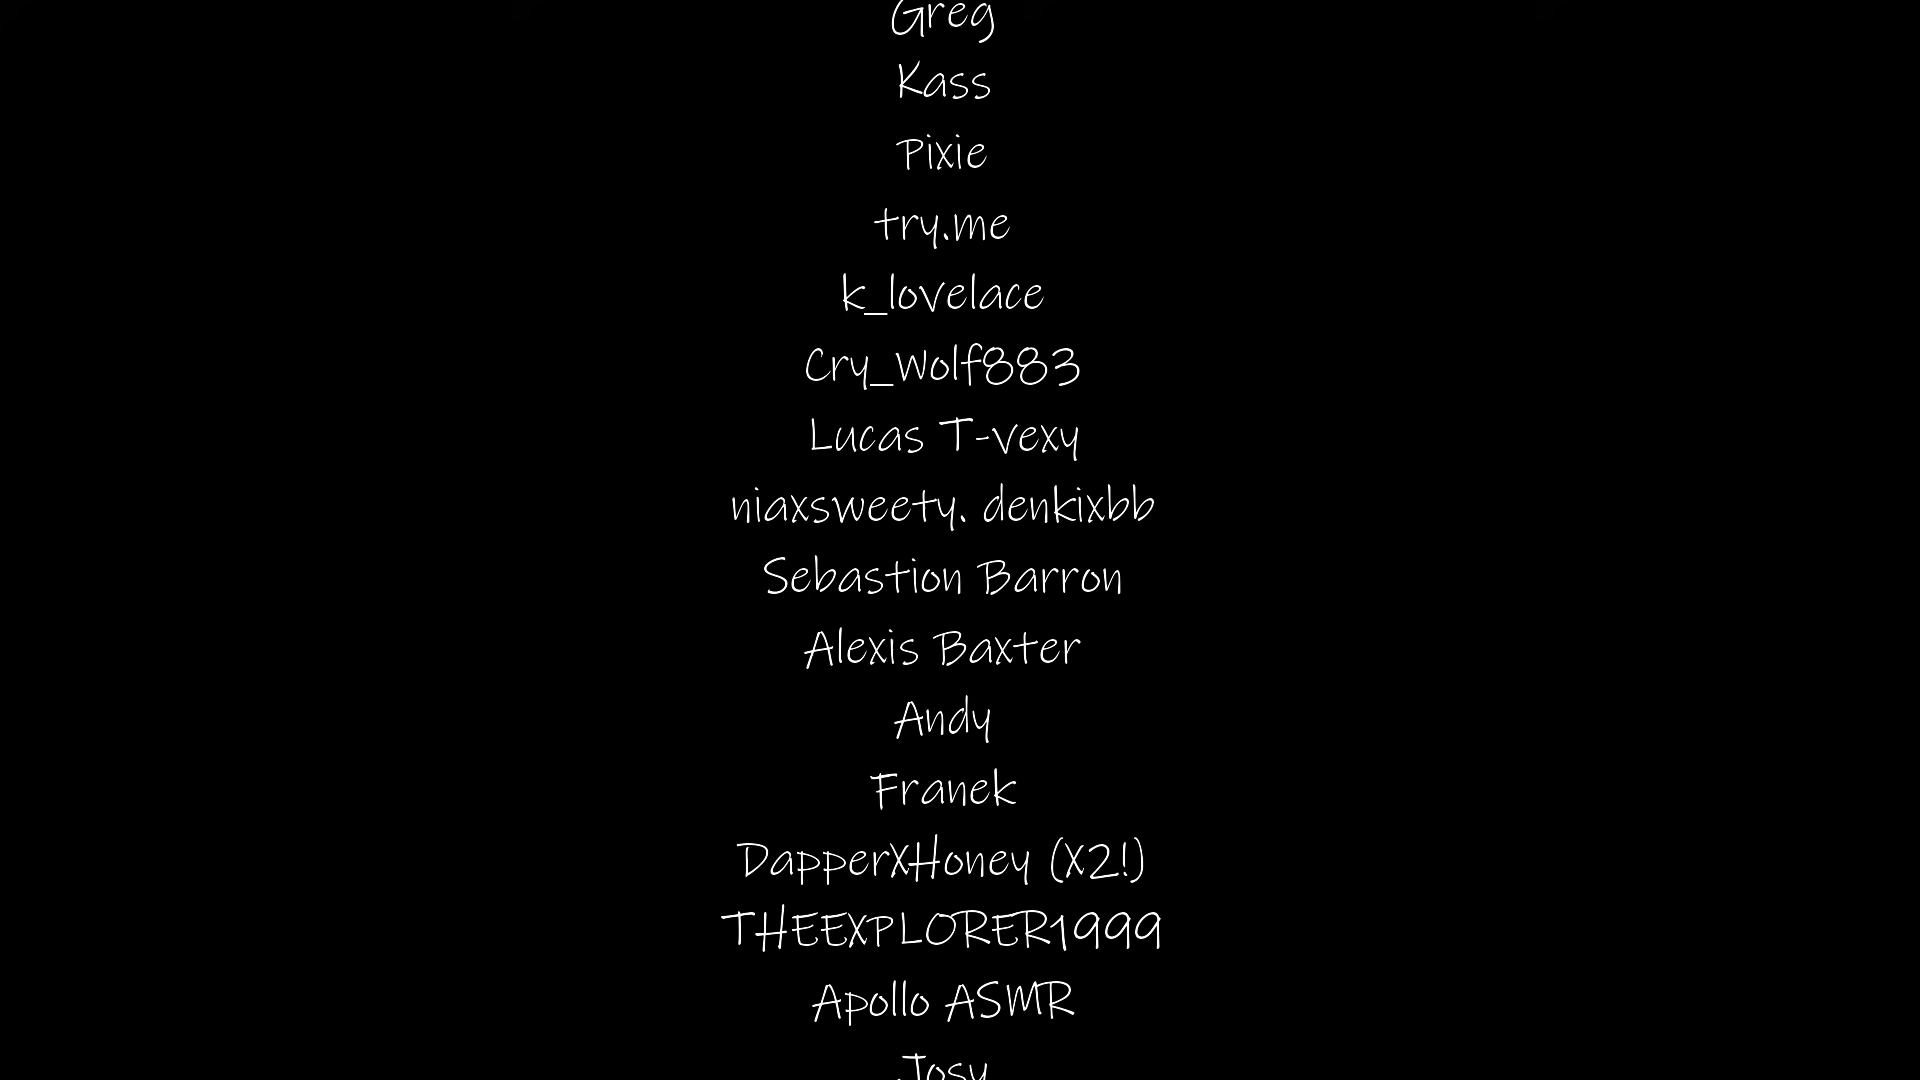 Greg
Kass
Pixie
try.me
k_lovelace
Cry_Wolf883
Lucas T-vexy
niaxsweety. denkixbb
Sebastion Barron
Alexis Baxter
Andy
Franek
DapperXHoney (X2!)
THEEXPLORER1999
Apollo ASMR
Josy